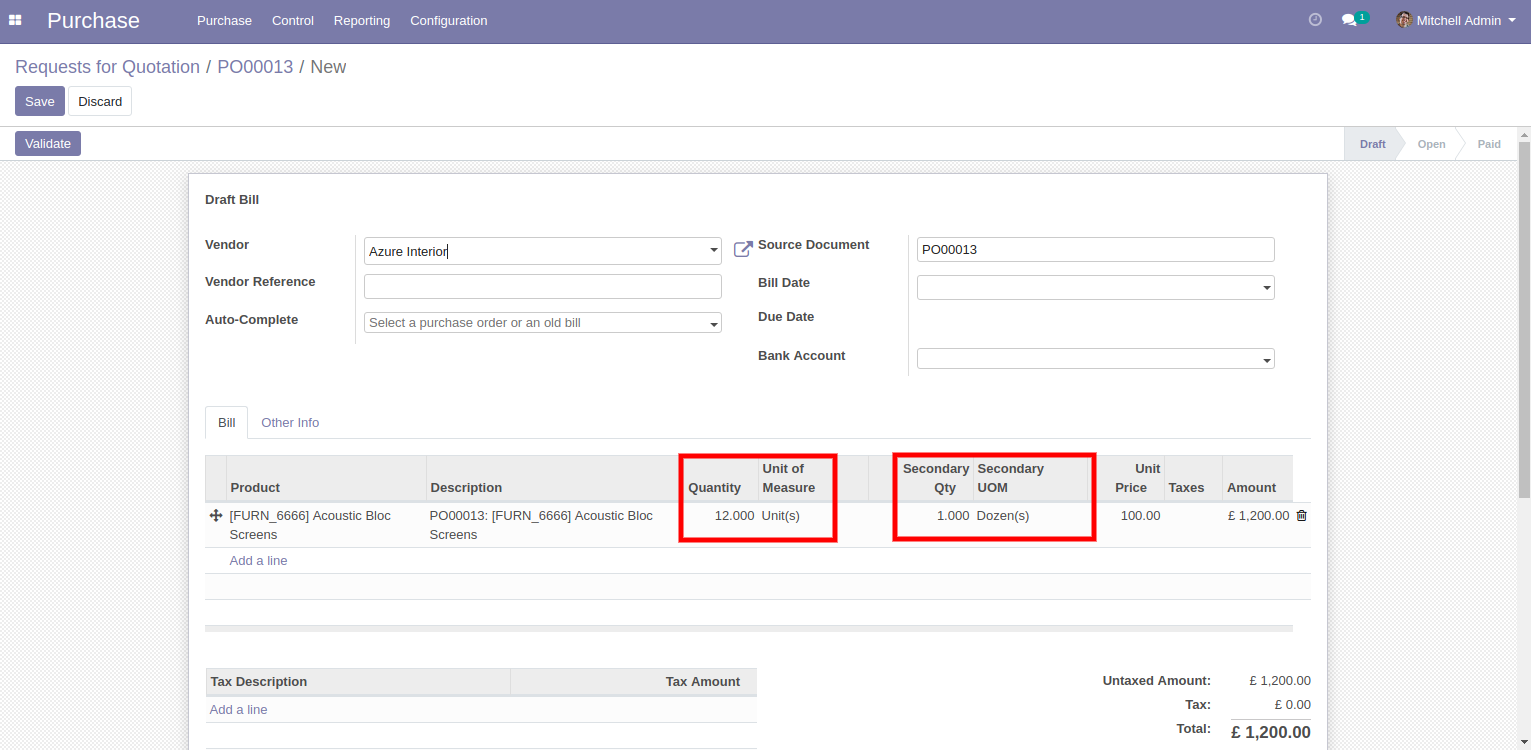 Purchase Purchase Control Reporting Configuration 1 Mitchell Admin
Requests for Quotation / PO00013 / New
Save Discard
Validate Draft Open Paid
Draft Bill
Vendor Azure Interior Source Document PO00013
Vendor Reference Bill Date
Auto-Complete Select a purchase order or an old bill Due Date
Bank Account
Bill Other Info
Product Description Quantity Unit of Measure Secondary Qty Secondary UOM Unit Price Taxes Amount
[FURN_6666] Acoustic Bloc PO00013: [FURN_6666] Acoustic Bloc 12.000 Unit(s) 1.000 Dozen(s) 100.00 £ 1,200.00
Screens Screens
Add a line
Tax Description Tax Amount
Add a line
Untaxed Amount: £ 1,200.00
Tax: £ 0.00
Total: £ 1,200.00